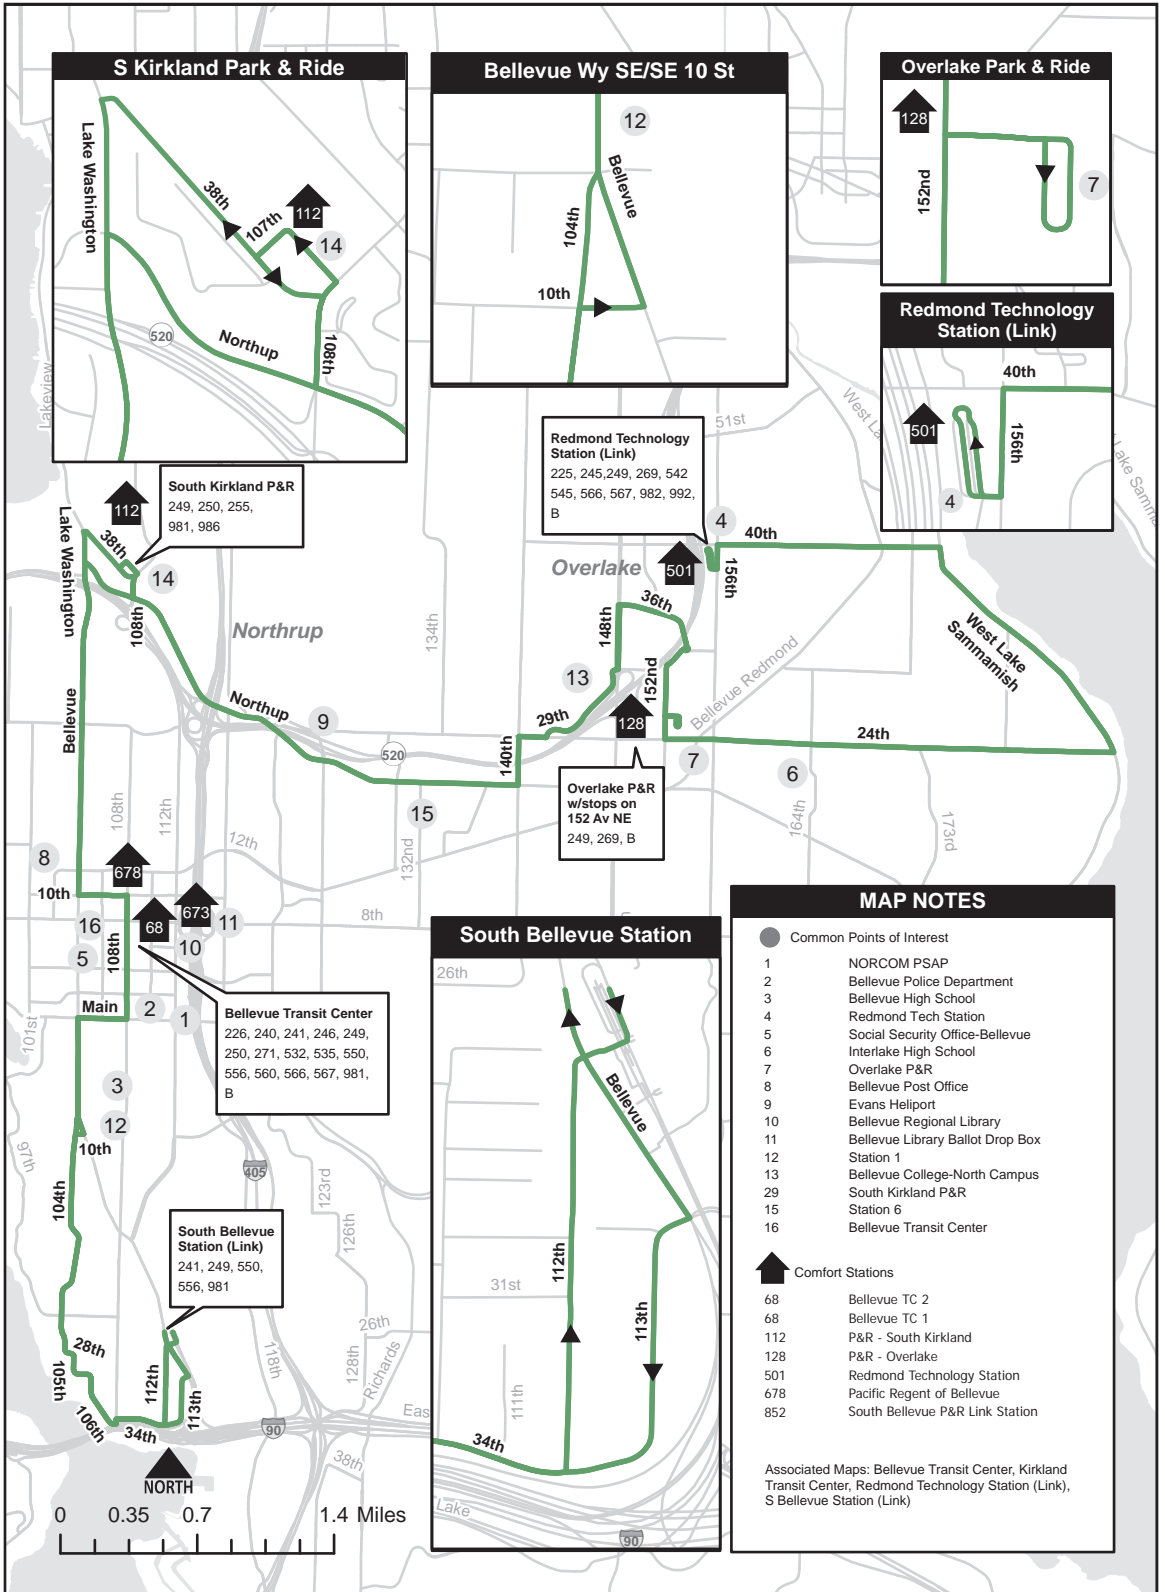 S Kirkland Park & Ride
Lake Washington
38th
107th
112
14
520
Northup
108th
Bellevue Wy SE/SE 10 St
12
Bellevue
104th
10th
Overlake Park & Ride
128
152nd
7
Redmond Technology
Station (Link)
40th
501
156th
4
Lakeview
51st
West La
Lake Samma
Redmond Technology
Station (Link)
225, 245,249, 269, 542
545, 566, 567, 982, 992,
B
South Kirkland P&R
249, 250, 255,
981, 986
112
Lake Washington
38th
14
108th
4
40th
501
156th
Overlake
36th
148th
134th
Northrup
West Lake
Sammamish
152nd
13
Bellevue
Northup
9
29th
128
Bellevue Redmond
140th
520
24th
7
6
Overlake P&R
w/stops on
152 Av NE
249, 269, B
15
108th
112th
12th
132nd
164th
173rd
8
678
10th
673
68
16
11
8th
10
5
108th
Main
2
1
101st
Bellevue Transit Center
226, 240, 241, 246, 249,
250, 271, 532, 535, 550,
556, 560, 566, 567, 981,
B
3
12
10th
97th
405
104th
123rd
126th
South Bellevue
Station (Link)
241, 249, 550,
556, 981
26th
28th
118th
128th
Richards
105th
112th
113th
106th
34th
90
Eas
38th
Lake
NORTH
0 0.35 0.7 1.4 Miles
South Bellevue Station
26th
Bellevue
112th
31st
113th
111th
34th
90
MAP NOTES
Common Points of Interest
1 NORCOM PSAP
2 Bellevue Police Department
3 Bellevue High School
4 Redmond Tech Station
5 Social Security Office-Bellevue
6 Interlake High School
7 Overlake P&R
8 Bellevue Post Office
9 Evans Heliport
10 Bellevue Regional Library
11 Bellevue Library Ballot Drop Box
12 Station 1
13 Bellevue College-North Campus
29 South Kirkland P&R
15 Station 6
16 Bellevue Transit Center
Comfort Stations
68 Bellevue TC 2
68 Bellevue TC 1
112 P&R - South Kirkland
128 P&R - Overlake
501 Redmond Technology Station
678 Pacific Regent of Bellevue
852 South Bellevue P&R Link Station
Associated Maps: Bellevue Transit Center, Kirkland
Transit Center, Redmond Technology Station (Link),
S Bellevue Station (Link)